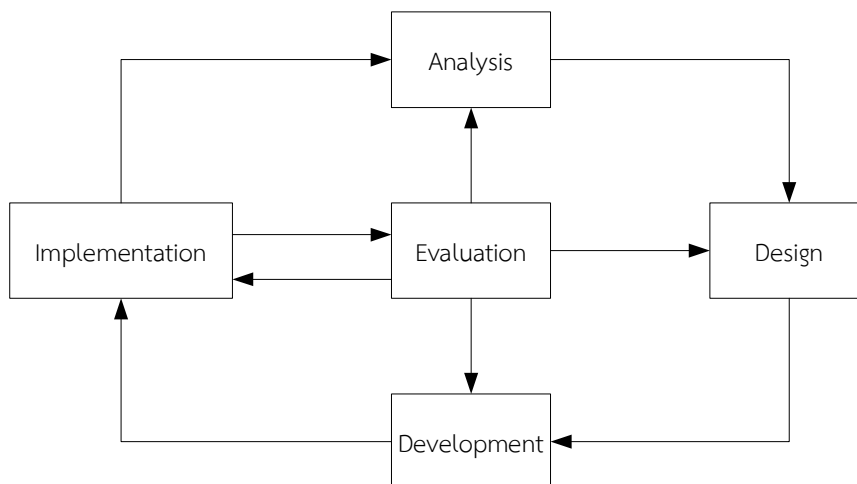 Analysis
Implementation
Evaluation
Design
Development